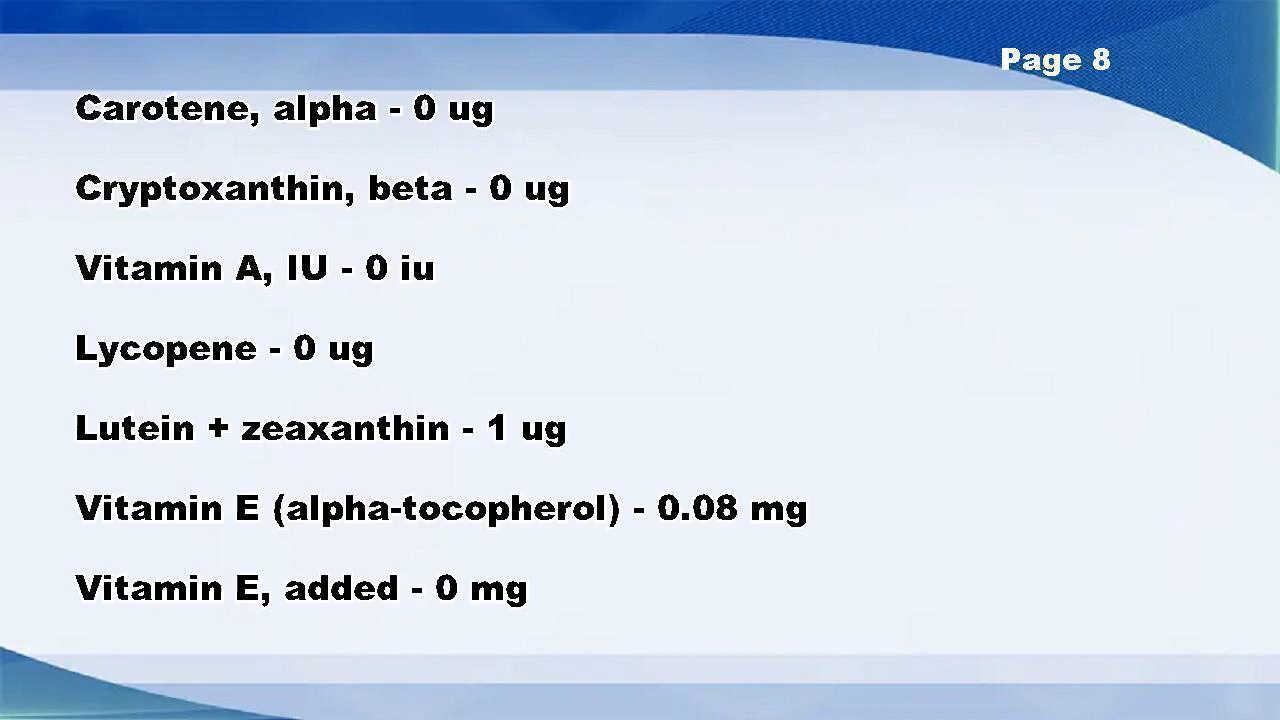 Page 8
Carotene, alpha - 0 ug
Cryptoxanthin, beta - 0 ug
Vitamin A, IU - 0 iu
Lycopene - 0 ug
Lutein + zeaxanthin - 1 ug
Vitamin E (alpha-tocopherol) - 0.08 mg
Vitamin E, added - 0 mg